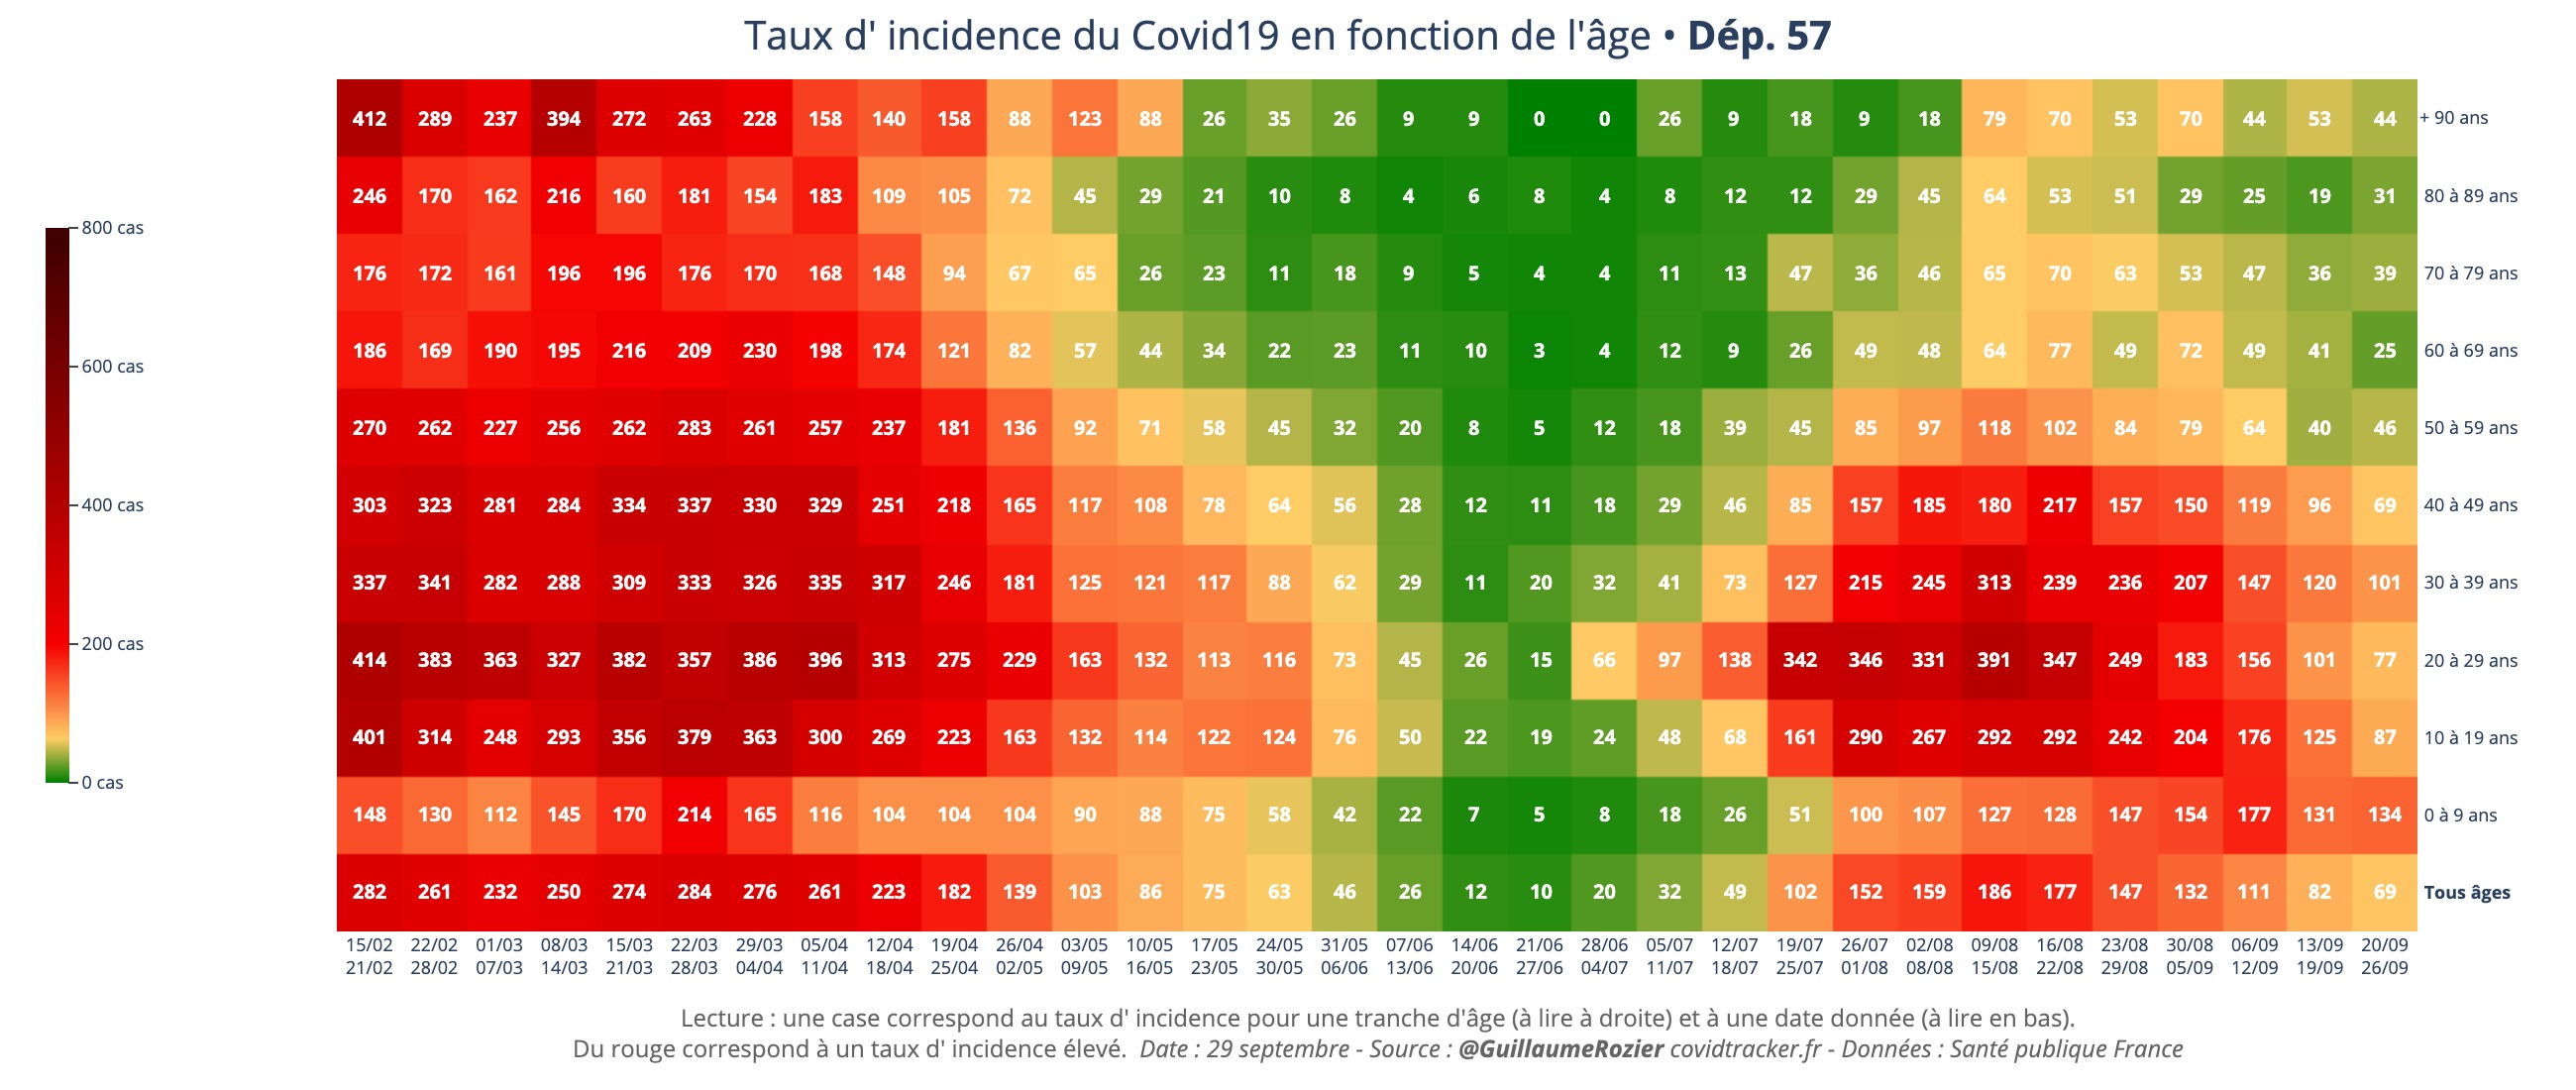 Taux d' incidence du Covid19 en fonction de l'âge • Dép. 57
412 289 237 394 272 263 228 158 140 158 88 123 88 26 35 26 9 9 0 0 26 9 18 9 18 79 70 53 70 44 53 44 + 90 ans
246 170 162 216 160 181 154 183 109 105 72 45 29 21 10 8 4 6 8 4 8 12 12 29 45 64 53 51 29 25 19 31 80 à 89 ans
176 172 161 196 196 176 170 168 148 94 67 65 26 23 11 18 9 5 4 4 11 13 47 36 46 65 70 63 53 47 36 39 70 à 79 ans
186 169 190 195 216 209 230 198 174 121 82 57 44 34 22 23 11 10 3 4 12 9 26 49 48 64 77 49 72 49 41 25 60 à 69 ans
270 262 227 256 262 283 261 257 237 181 136 92 71 58 45 32 20 8 5 12 18 39 45 85 97 118 102 84 79 64 40 46 50 à 59 ans
303 323 281 284 334 337 330 329 251 218 165 117 108 78 64 56 28 12 11 18 29 46 85 157 185 180 217 157 150 119 96 69 40 à 49 ans
337 341 282 288 309 333 326 335 317 246 181 125 121 117 88 62 29 11 20 32 41 73 127 215 245 313 239 236 207 147 120 101 30 à 39 ans
414 383 363 327 382 357 386 396 313 275 229 163 132 113 116 73 45 26 15 66 97 138 342 346 331 391 347 249 183 156 101 77 20 à 29 ans
401 314 248 293 356 379 363 300 269 223 163 132 114 122 124 76 50 22 19 24 48 68 161 290 267 292 292 242 204 176 125 87 10 à 19 ans
148 130 112 145 170 214 165 116 104 104 104 90 88 75 58 42 22 7 5 8 18 26 51 100 107 127 128 147 154 177 131 134 0 à 9 ans
282 261 232 250 274 284 276 261 223 182 139 103 86 75 63 46 26 12 10 20 32 49 102 152 159 186 177 147 132 111 82 69 Tous âges
15/02 22/02 01/03 08/03 15/03 22/03 29/03 05/04 12/04 19/04 26/04 03/05 10/05 17/05 24/05 31/05 07/06 14/06 21/06 28/06 05/07 12/07 19/07 26/07 02/08 09/08 16/08 23/08 30/08 06/09 13/09 20/09
21/02 28/02 07/03 14/03 21/03 28/03 04/04 11/04 18/04 25/04 02/05 09/05 16/05 23/05 30/05 06/06 13/06 20/06 27/06 04/07 11/07 18/07 25/07 01/08 08/08 15/08 22/08 29/08 05/09 12/09 19/09 26/09
800 cas
600 cas
400 cas
200 cas
0 cas
Lecture : une case correspond au taux d' incidence pour une tranche d'âge (à lire à droite) et à une date donnée (à lire en bas).
Du rouge correspond à un taux d' incidence élevé. Date : 29 septembre - Source : @GuillaumeRozier covidtracker.fr - Données : Santé publique France